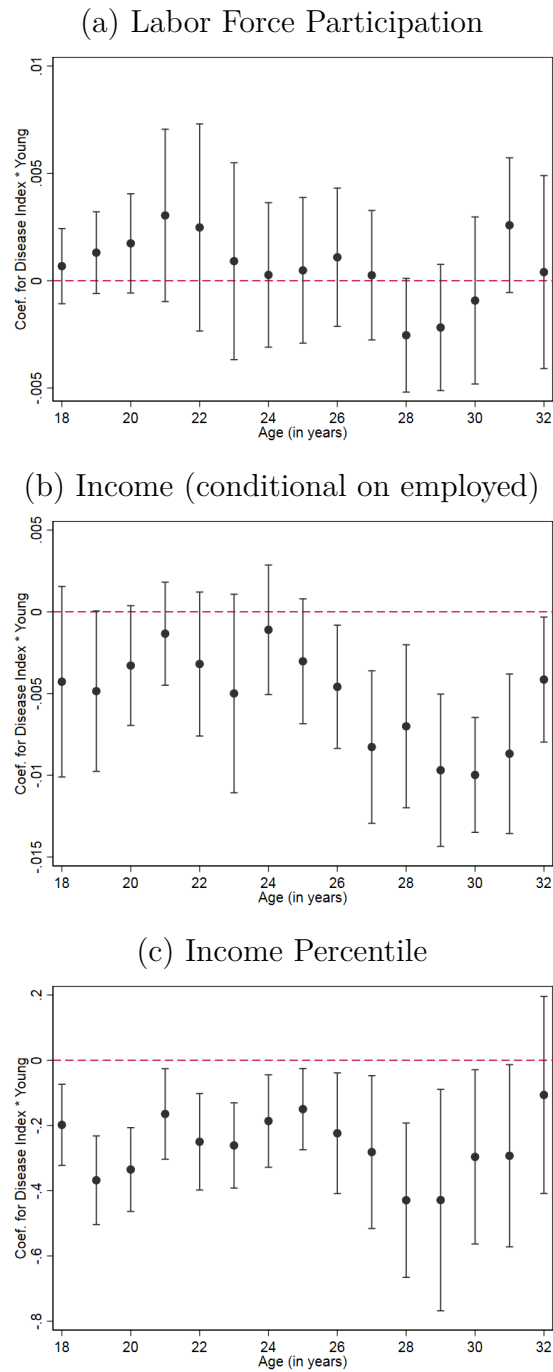 (a) Labor Force Participation
Coef. for Disease Index * Young
.01
.005
0
-.005
18 20 22 24 26 28 30 32
Age (in years)
(b) Income (conditional on employed)
Coef. for Disease Index * Young
.005
0
-.005
-.01
-.015
18 20 22 24 26 28 30 32
Age (in years)
(c) Income Percentile
Coef. for Disease Index * Young
.2
0
-.2
-.4
-.6
-.8
18 20 22 24 26 28 30 32
Age (in years)